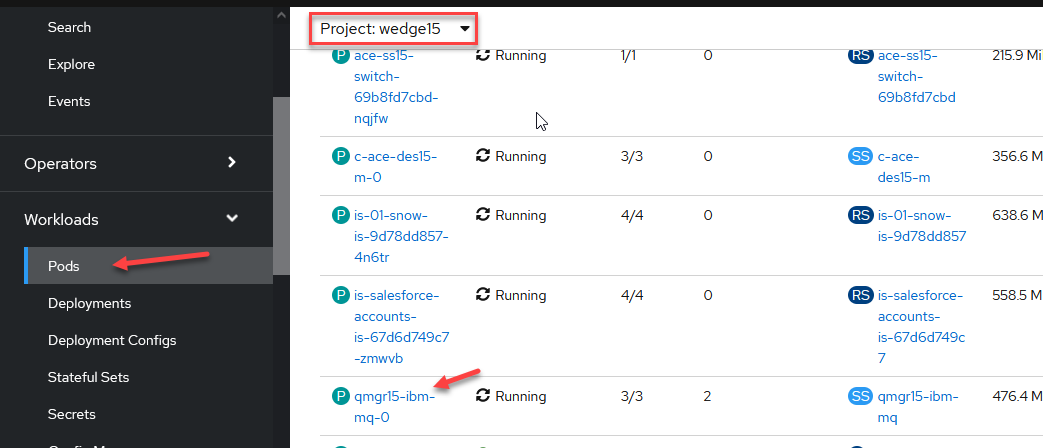 Search
Explore
Events
Operators
Workloads
Pods
Deployments
Deployment Configs
Stateful Sets
Secrets
Project: wedge15
P ace-ss15-
switch-
69b8fd7cbd-
nqjfw
Running
1/1
0
RS ace-ss15-
switch-
69b8fd7cbd
215.9 Mi
P c-ace-des15-
m-0
Running
3/3
0
SS c-ace-
des15-m
356.6 M
P is-01-snow-
is-9d78dd857-
4n6tr
Running
4/4
0
RS is-01-snow-
is-9d78dd857
638.6 M
P is-salesforce-
accounts-
is-67d6d749c7
-zmwvb
Running
4/4
0
RS is-salesforce-
accounts-
is-67d6d749c
7
558.5 M
P qmgr15-ibm-
mq-0
Running
3/3
2
SS qmgr15-ibm-
mq
476.4 M